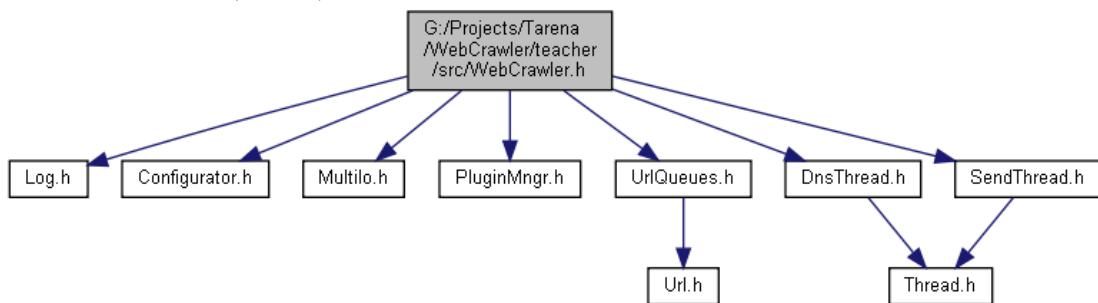 G:/Projects/Tarena
/WebCrawler/teacher
/src/WebCrawler.h
Log.h
Configurator.h
MultiIo.h
PluginMngr.h
UrlQueues.h
DnsThread.h
SendThread.h
Url.h
Thread.h